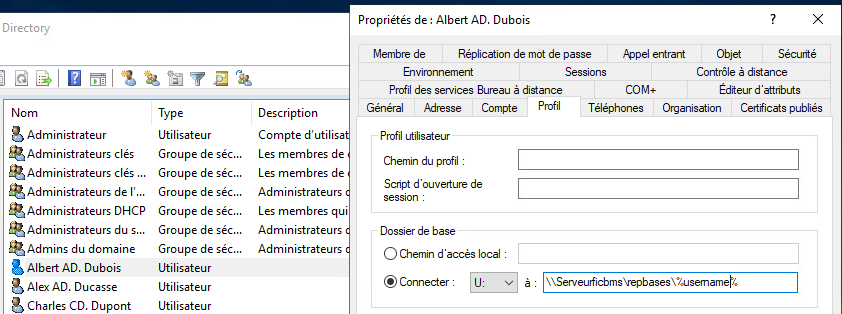 Directory
Nom Type Description
Administrateur Utilisateur Compte d'utilisat
Administrateurs clés Groupe de séc... Les membres de
Administrateurs clés ... Groupe de séc... Les membres de
Administrateurs de l'... Groupe de séc... Administrateurs
Administrateurs DHCP Groupe de séc... Les membres qui
Administrateurs du s... Groupe de séc... Administrateurs
Admins du domaine Groupe de séc... Administrateurs
Albert AD. Dubois Utilisateur
Alex AD. Ducasse Utilisateur
Charles CD. Dupont Utilisateur
Propriétés de : Albert AD. Dubois ?
Membre de Réplication de mot de passe Appel entrant Objet Sécurité
Environnement Sessions Contrôle à distance
Profil des services Bureau à distance COM+ Éditeur d'attributs
Général Adresse Compte Profil Téléphones Organisation Certificats publiés
Profil utilisateur
Chemin du profil :
Script d'ouverture de
session :
Dossier de base
Chemin d'accès local :
Connecter : U: à : \\Serveurficbms\repbases\%username%